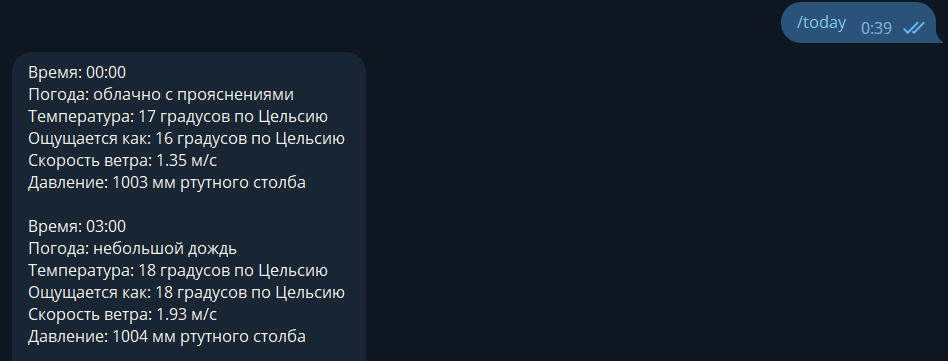 /today 0:39
Время: 00:00
Погода: облачно с прояснениями
Температура: 17 градусов по Цельсию
Ощущается как: 16 градусов по Цельсию
Скорость ветра: 1.35 м/с
Давление: 1003 мм ртутного столба
Время: 03:00
Погода: небольшой дождь
Температура: 18 градусов по Цельсию
Ощущается как: 18 градусов по Цельсию
Скорость ветра: 1.93 м/с
Давление: 1004 мм ртутного столба